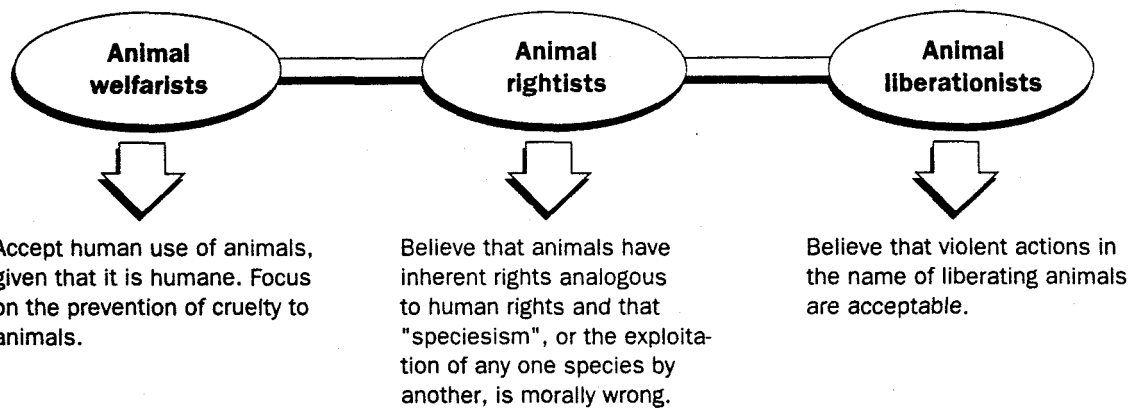 Animal
welfarists
Animal
rightists
Animal
liberationists
Accept human use of animals,
given that it is humane. Focus
on the prevention of cruelty to
animals.
Believe that animals have
inherent rights analogous
to human rights and that
"speciesism", or the exploita-
tion of any one species by
another, is morally wrong.
Believe that violent actions in
the name of liberating animals
are acceptable.